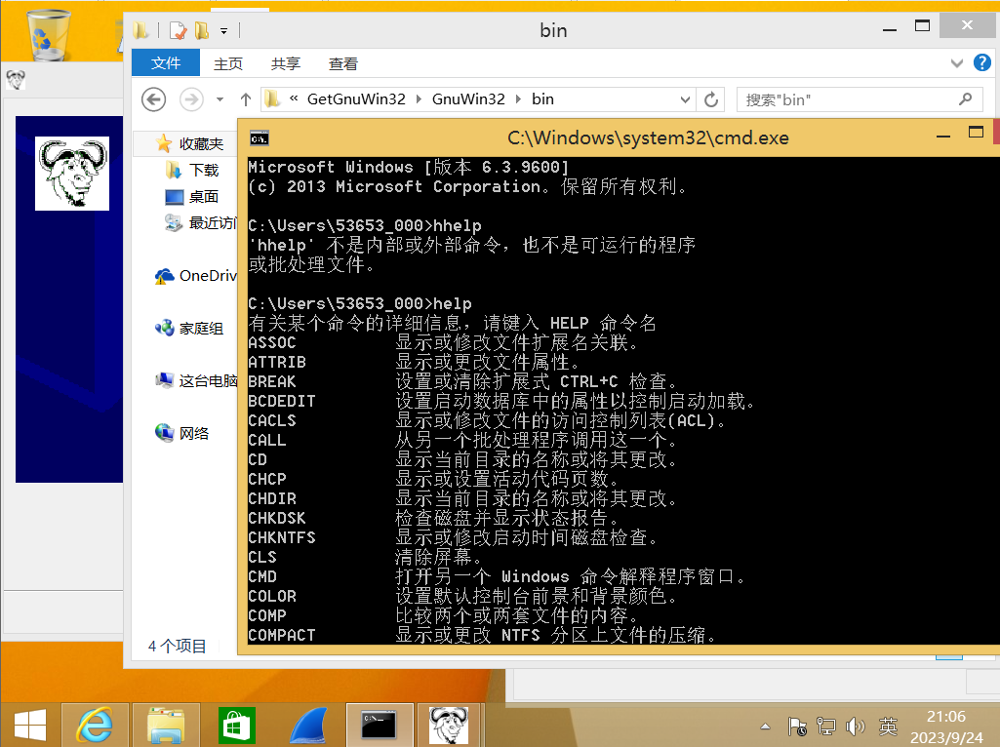 bin
文件 主页 共享 查看
« GetGnuWin32 GnuWin32 bin 搜索"bin"
收藏夹
下载
桌面
最近访问
OneDriv
家庭组
这台电脑
网络
4 个项目
C:\Windows\system32\cmd.exe
Microsoft Windows [版本 6.3.9600]
(c) 2013 Microsoft Corporation。保留所有权利。
C:\Users\53653_000>hhelp
'hhelp' 不是内部或外部命令，也不是可运行的程序
或批处理文件。
C:\Users\53653_000>help
有关某个命令的详细信息，请键入 HELP 命令名
ASSOC 显示或修改文件扩展名关联。
ATTRIB 显示或更改文件属性。
BREAK 设置或清除扩展式 CTRL+C 检查。
BCDEDIT 设置启动数据库中的属性以控制启动加载。
CACLS 显示或修改文件的访问控制列表(ACL)。
CALL 从另一个批处理程序调用这一个。
CD 显示当前目录的名称或将其更改。
CHCP 显示或设置活动代码页数。
CHDIR 显示当前目录的名称或将其更改。
CHKDSK 检查磁盘并显示状态报告。
CHKNTFS 显示或修改启动时间磁盘检查。
CLS 清除屏幕。
CMD 打开另一个 Windows 命令解释程序窗口。
COLOR 设置默认控制台前景和背景颜色。
COMP 比较两个或两套文件的内容。
COMPACT 显示或更改 NTFS 分区上文件的压缩。
英
21:06
2023/9/24